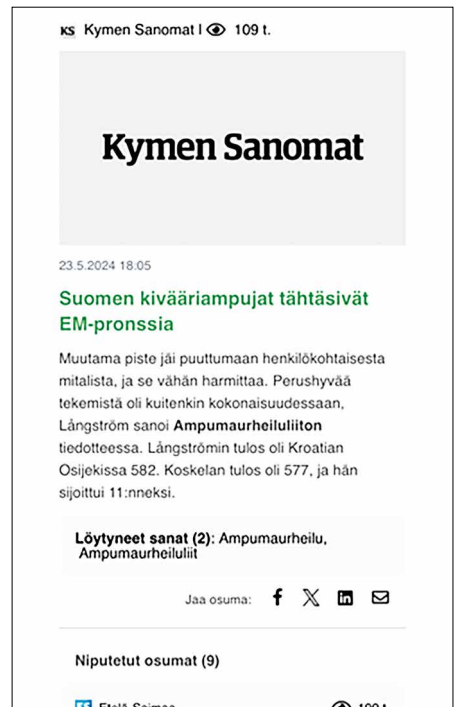 KS Kymen Sanomat | 109 t.
Kymen Sanomat
23.5.2024 18:05
Suomen kivääriampujat tähtäsivät
EM-pronssia
Muutama piste jäi puuttumaan henkilökohtaisesta
mitalista, ja se vähän harmittaa. Perushyvää
tekemistä oli kuitenkin kokonaisuudessaan,
Långström sanoi Ampumaurheiluliiton
tiedotteessa. Långströmin tulos oli Kroatian
Osijekissa 582. Koskelan tulos oli 577, ja hän
sijoittui 11:nneksi.
Löytyneet sanat (2): Ampumaurheilu,
Ampumaurheiluliit
Jaa osuma:
Niputetut osumat (9)